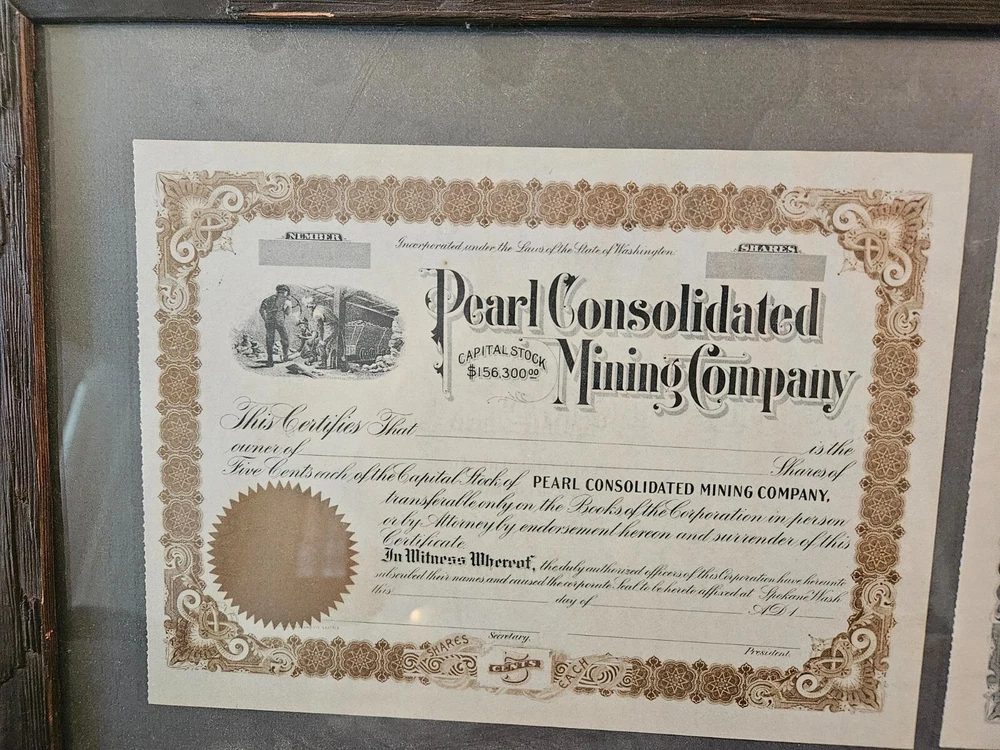 NUMBER
Incorporated under the Laws of the State of Washington.
SHARES
Pearl Consolidated
CAPITAL STOCK
$156,300.00
Mining Company
This Certifies That is the
owner of Shares of
Five Cents each of the Capital Stock of PEARL CONSOLIDATED MINING COMPANY,
transferable only on the Books of the Corporation in person
or by Attorney by endorsement hereon and surrender of this
Certificate
In Witness Whereof, the duly authorized officers of this Corporation have hereunto
subscribed their names and caused the corporate Seal to be hereto affixed at Spokane Wash
this day of A.D. 1
Secretary.
President.
SHARES
5
CENTS
EACH